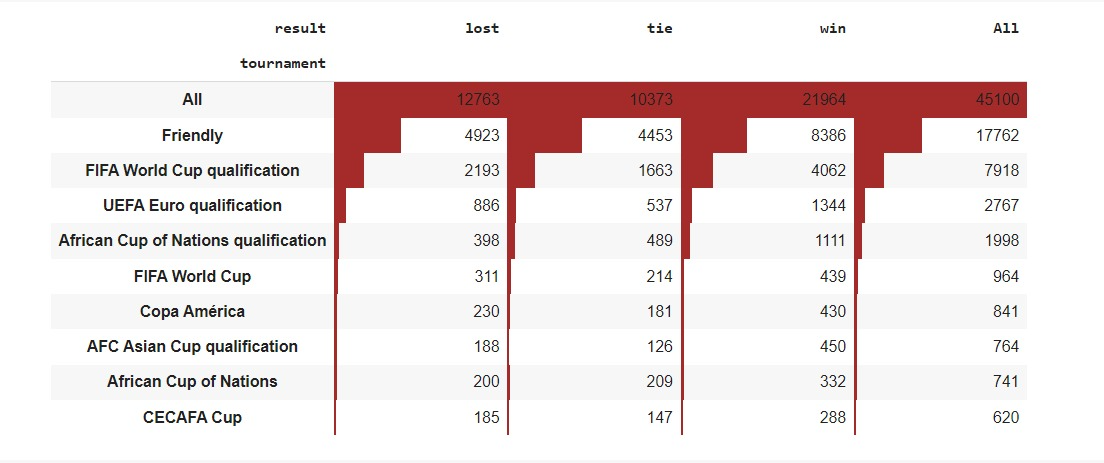 result lost tie win All
tournament
All 12763 10373 21964 45100
Friendly 4923 4453 8386 17762
FIFA World Cup qualification 2193 1663 4062 7918
UEFA Euro qualification 886 537 1344 2767
African Cup of Nations qualification 398 489 1111 1998
FIFA World Cup 311 214 439 964
Copa América 230 181 430 841
AFC Asian Cup qualification 188 126 450 764
African Cup of Nations 200 209 332 741
CECAFA Cup 185 147 288 620